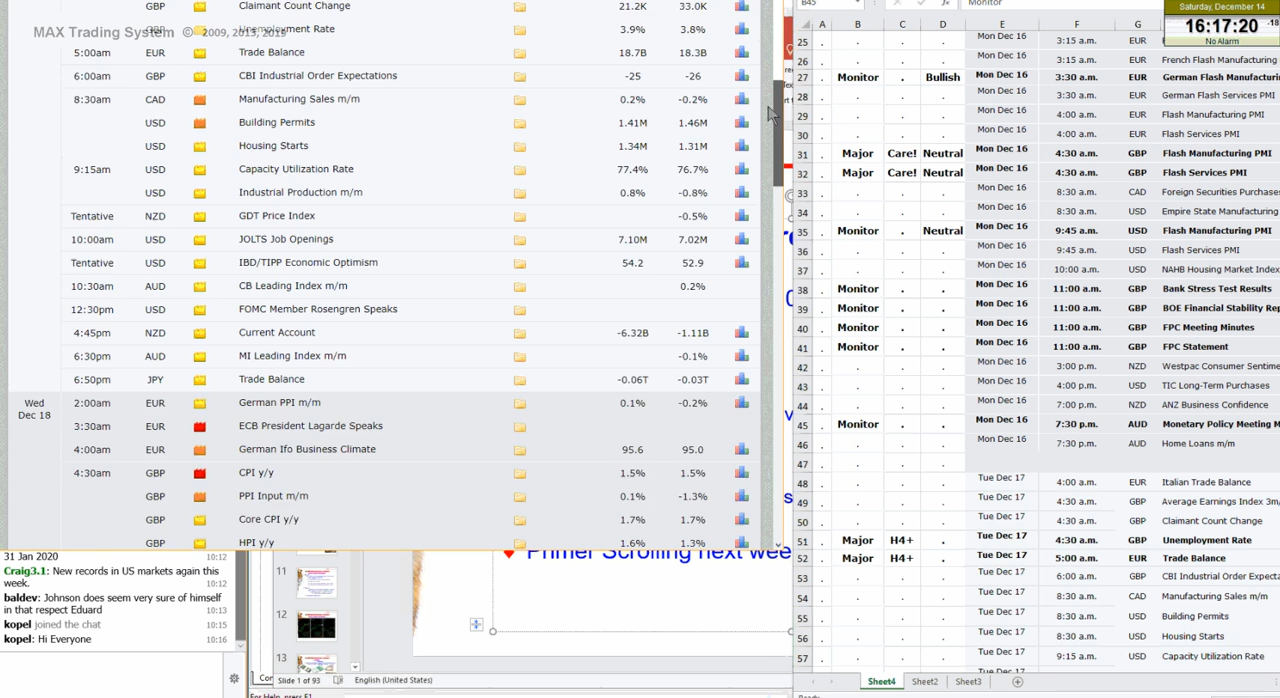 GBP Claimant Count Change 21.2K 33.0K
GBP Unemployment Rate 3.9% 3.8%
MAX Trading System © 2009, 2015, 2019
5:00am EUR Trade Balance 18.7B 18.3B
6:00am GBP CBI Industrial Order Expectations -25 -26
8:30am CAD Manufacturing Sales m/m 0.2% -0.2%
USD Building Permits 1.41M 1.46M
USD Housing Starts 1.34M 1.31M
9:15am USD Capacity Utilization Rate 77.4% 76.7%
USD Industrial Production m/m 0.8% -0.8%
Tentative NZD GDT Price Index -0.5%
10:00am USD JOLTS Job Openings 7.10M 7.02M
Tentative USD IBD/TIPP Economic Optimism 54.2 52.9
10:30am AUD CB Leading Index m/m 0.2%
12:30pm USD FOMC Member Rosengren Speaks
4:45pm NZD Current Account -6.32B -1.11B
6:30pm AUD MI Leading Index m/m -0.1%
6:50pm JPY Trade Balance -0.06T -0.03T
Wed Dec 18 2:00am EUR German PPI m/m 0.1% -0.2%
3:30am EUR ECB President Lagarde Speaks
4:00am EUR German Ifo Business Climate 95.6 95.0
4:30am GBP CPI y/y 1.5% 1.5%
GBP PPI Input m/m 0.1% -1.3%
GBP Core CPI y/y 1.7% 1.7%
GBP HPI y/y 1.6% 1.3%
31 Jan 2020 10:12
Craig3.1: New record in US markets again this
week. 10:12
baldev: Johnson does seem very sure of himself
in that respect Eduard 10:13
kopel joined the chat 10:15
kopel: Hi Everyone 10:16
11
12
13
Primer Scrolling next wee
Slide 1 of 93 English (United States)
For Help, press F1
B45 Monitor
Saturday, December 14
16:17:20 -18
No Alarm
A B C D E F G
25 . . . . Mon Dec 16 3:15 a.m. EUR
26 . . . . Mon Dec 16 3:15 a.m. EUR French Flash Manufacturing
27 . Monitor . Bullish Mon Dec 16 3:30 a.m. EUR German Flash Manufacturi
28 . . . . Mon Dec 16 3:30 a.m. EUR German Flash Services PMI
29 . . . . Mon Dec 16 4:00 a.m. EUR Flash Manufacturing PMI
30 . . . . Mon Dec 16 4:00 a.m. EUR Flash Services PMI
31 . Major Care! Neutral Mon Dec 16 4:30 a.m. GBP Flash Manufacturing PMI
32 . Major Care! Neutral Mon Dec 16 4:30 a.m. GBP Flash Services PMI
33 . . . . Mon Dec 16 8:30 a.m. CAD Foreign Securities Purchases
34 . . . . Mon Dec 16 8:30 a.m. USD Empire State Manufacturing
35 . Monitor . Neutral Mon Dec 16 9:45 a.m. USD Flash Manufacturing PMI
36 . . . . Mon Dec 16 9:45 a.m. USD Flash Services PMI
37 . . . . Mon Dec 16 10:00 a.m. USD NAHB Housing Market Index
38 . Monitor . . Mon Dec 16 11:00 a.m. GBP Bank Stress Test Results
39 . Monitor . . Mon Dec 16 11:00 a.m. GBP BOE Financial Stability Rep
40 . Monitor . . Mon Dec 16 11:00 a.m. GBP FPC Meeting Minutes
41 . Monitor . . Mon Dec 16 11:00 a.m. GBP FPC Statement
42 . . . . Mon Dec 16 3:00 p.m. NZD Westpac Consumer Sentime
43 . . . . Mon Dec 16 4:00 p.m. USD TIC Long-Term Purchases
44 . . . . Mon Dec 16 7:00 p.m. NZD ANZ Business Confidence
45 . Monitor . . Mon Dec 16 7:30 p.m. AUD Monetary Policy Meeting M
46 . . . . Mon Dec 16 7:30 p.m. AUD Home Loans m/m
47 . . . .
48 . . . . Tue Dec 17 4:00 a.m. EUR Italian Trade Balance
49 . . . . Tue Dec 17 4:30 a.m. GBP Average Earnings Index 3m/
50 . . . . Tue Dec 17 4:30 a.m. GBP Claimant Count Change
51 . Major H4+ . Tue Dec 17 4:30 a.m. GBP Unemployment Rate
52 . Major H4+ . Tue Dec 17 5:00 a.m. EUR Trade Balance
53 . . . . Tue Dec 17 6:00 a.m. GBP CBI Industrial Order Expecta
54 . . . . Tue Dec 17 8:30 a.m. CAD Manufacturing Sales m/m
55 . . . . Tue Dec 17 8:30 a.m. USD Building Permits
56 . . . . Tue Dec 17 8:30 a.m. USD Housing Starts
57 . . . . Tue Dec 17 9:15 a.m. USD Capacity Utilization Rate
Sheet4 Sheet2 Sheet3